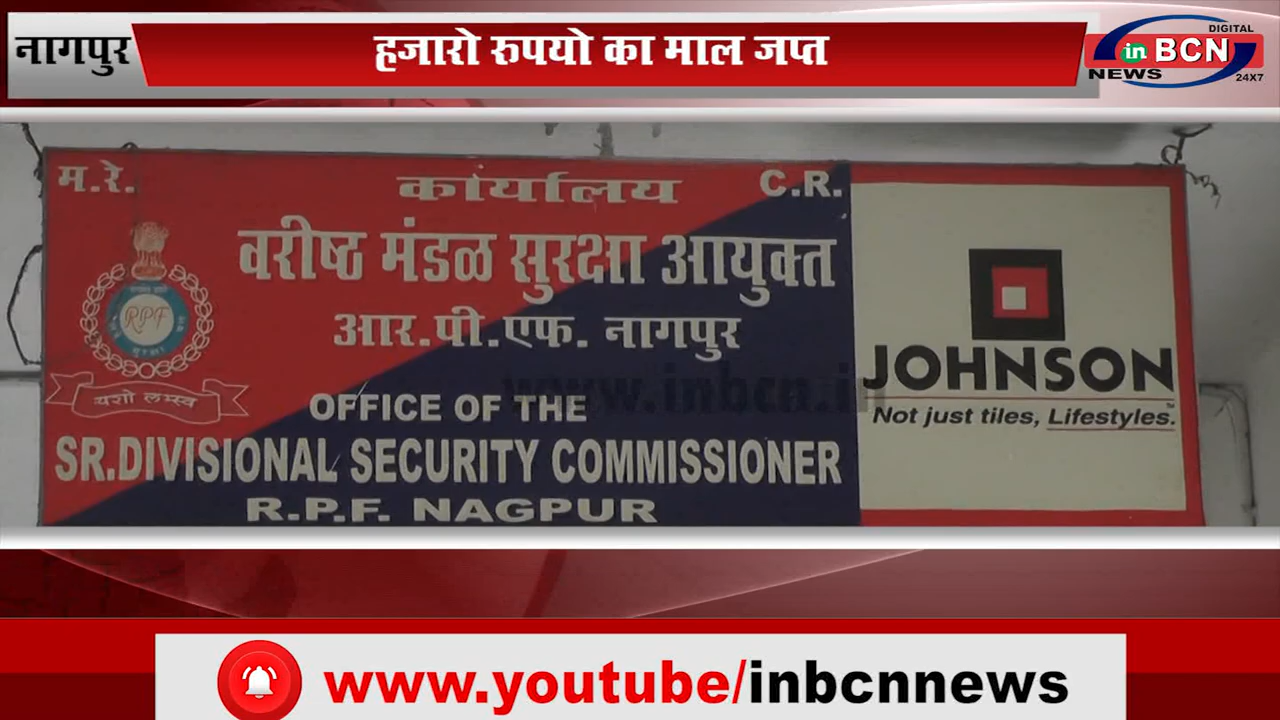 नागपुर
हजारो रुपयो का माल जप्त
DIGITAL
in BCN
NEWS
24X7
म.रे.
कांर्यालय
C.R.
वरीष्ठ मंडळ सुरक्षा आयुक्त
आर.पी.एफ. नागपुर
RPF
यशो लभस्व
OFFICE OF THE
SR.DIVISIONAL SECURITY COMMISSIONER
R.P.F. NAGPUR
www.inbcn.in
JOHNSON
Not just tiles, Lifestyles.
TM
www.youtube/inbcnnews